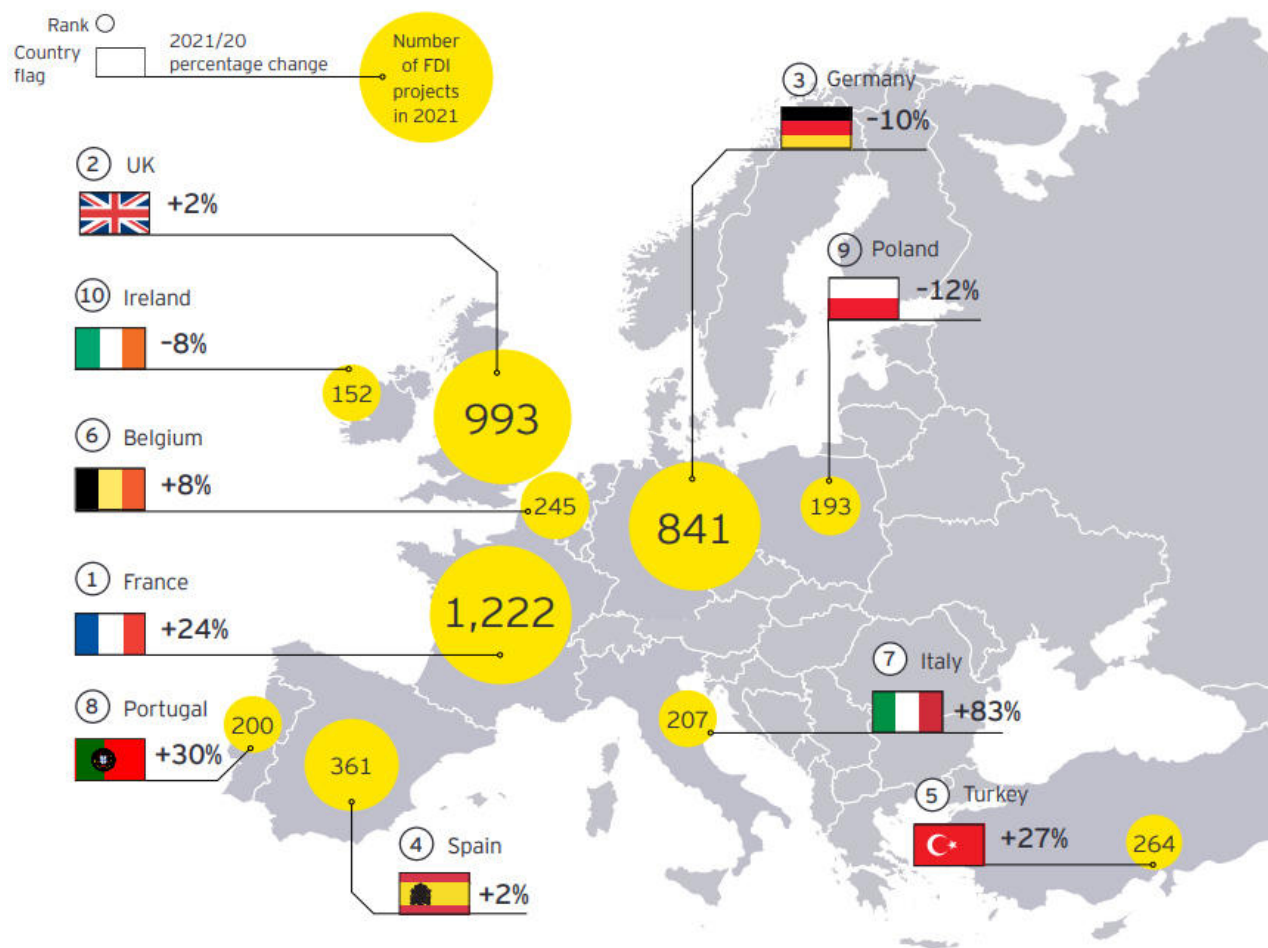 Rank
Country
flag
2021/20
percentage change
Number
of FDI
projects
in 2021
2 UK
+2%
10 Ireland
-8%
6 Belgium
+8%
1 France
+24%
8 Portugal
+30%
4 Spain
+2%
3 Germany
-10%
9 Poland
-12%
7 Italy
+83%
5 Turkey
+27%
152
993
245
841
193
1,222
200
361
207
264